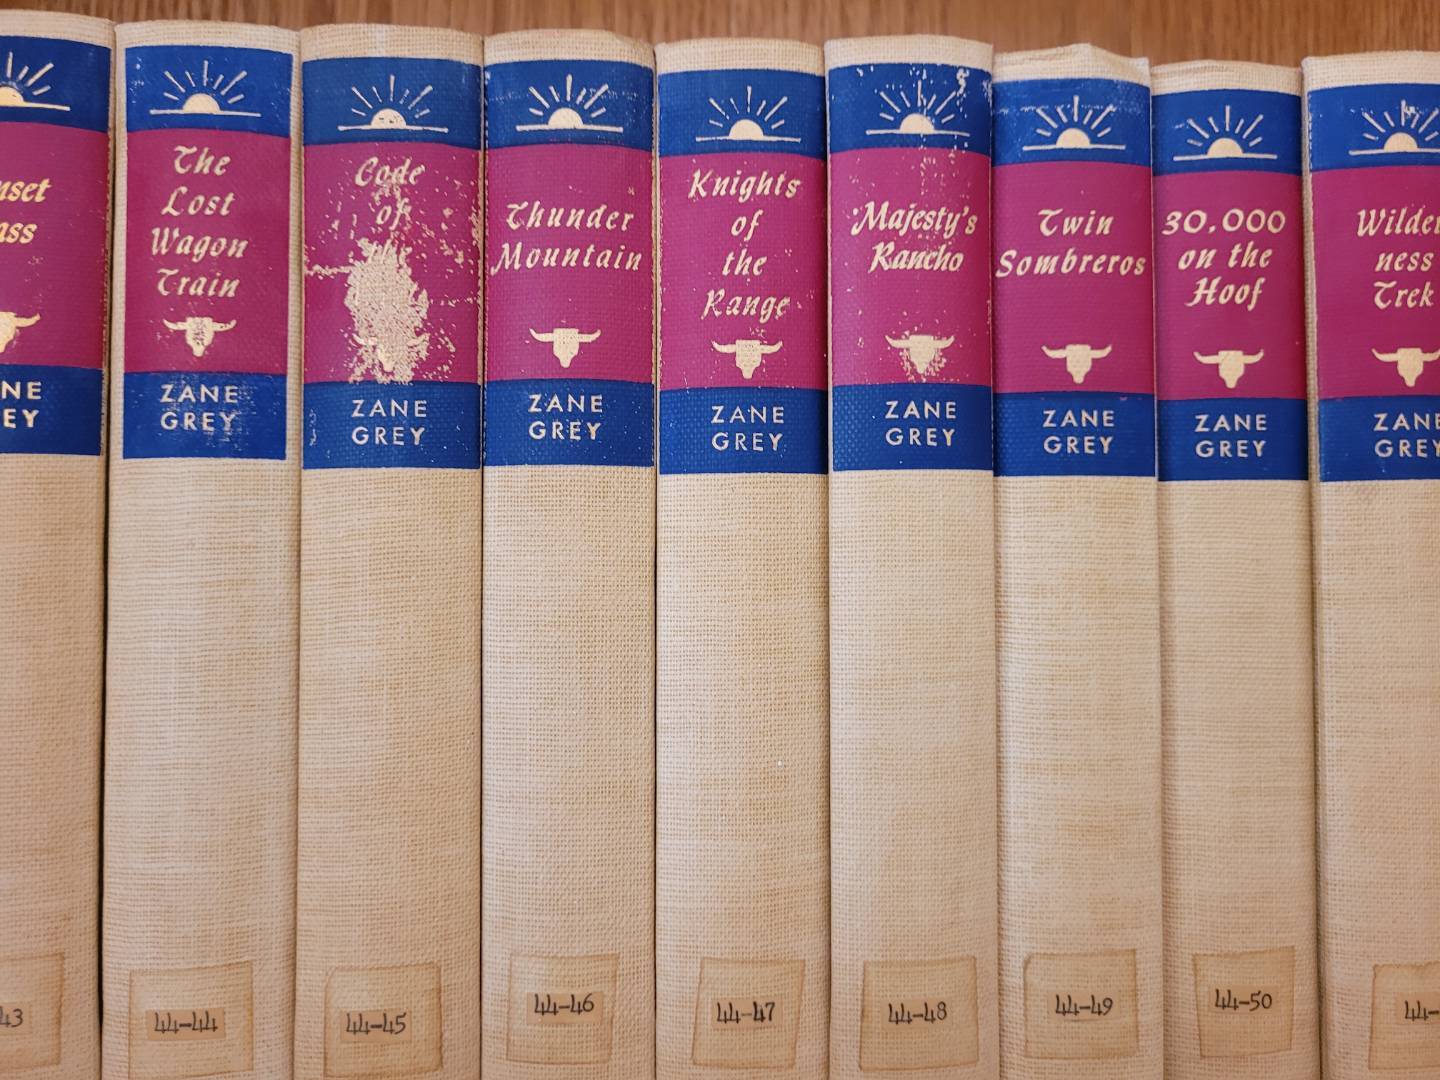 nset
ass
NE
EY
43
The
Lost
Wagon
Train
ZANE
GREY
44-44
Code
of
the
ZANE
GREY
44-45
Thunder
Mountain
ZANE
GREY
44-46
Knights
of
the
Range
ZANE
GREY
44-47
Majesty's
Rancho
ZANE
GREY
44-48
Twin
Sombreros
ZANE
GREY
44-49
30,000
on the
Hoof
ZANE
GREY
44-50
Wilder
ness
Trek
ZANE
GREY
44-